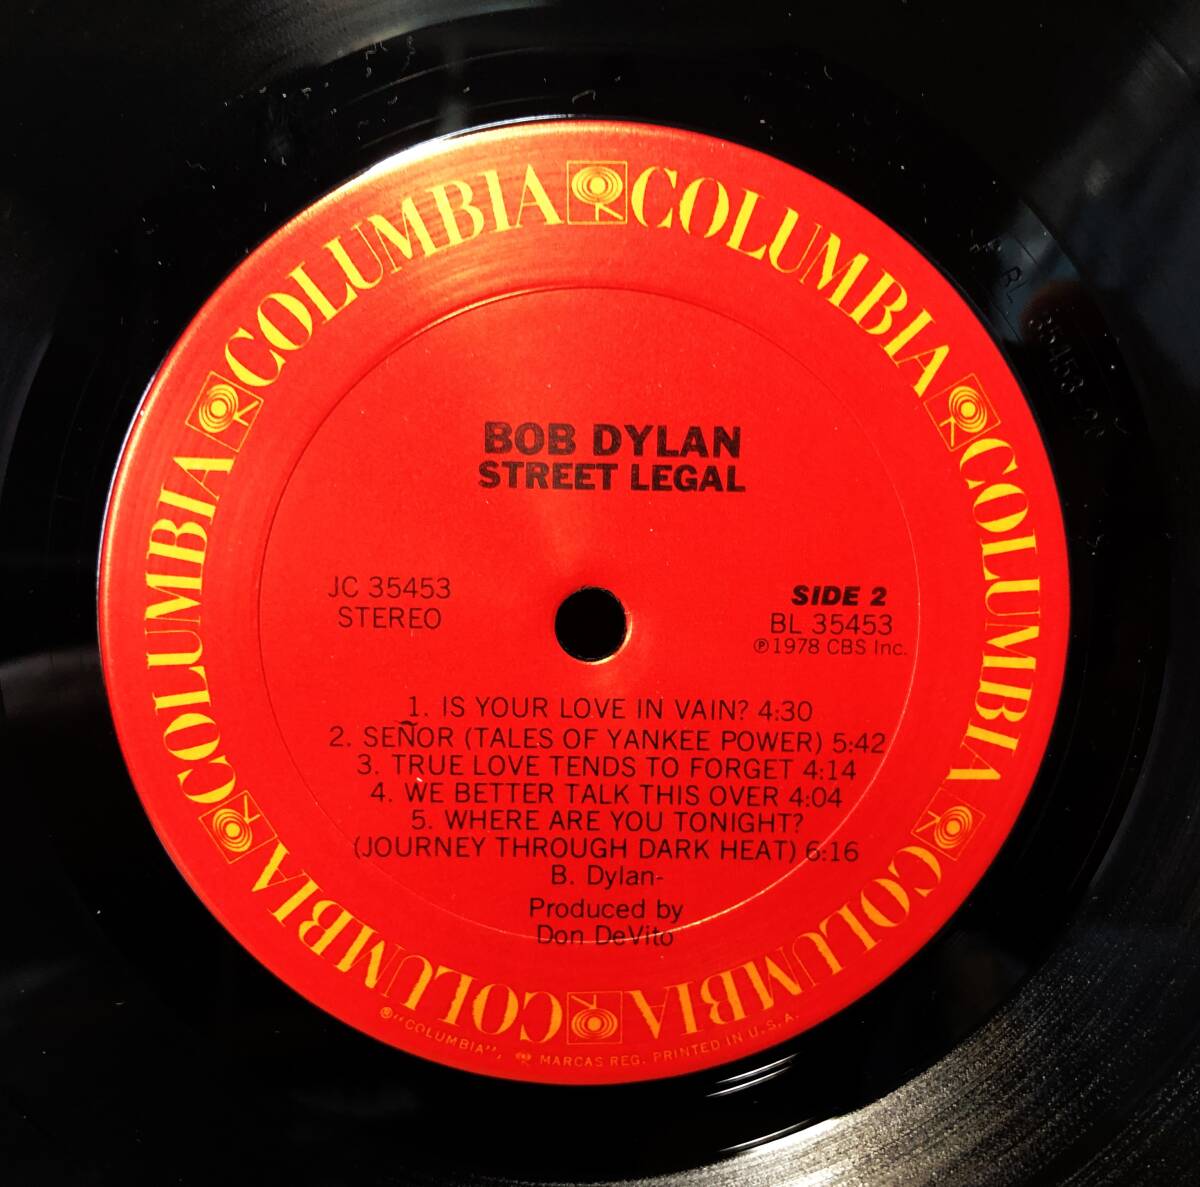 COLUMBIA COLUMBIA COLUMBIA COLUMBIA COLUMBIA COLUMBIA
BOB DYLAN
STREET LEGAL
JC 35453
STEREO
SIDE 2
BL 35453
℗1978 CBS Inc.
1. IS YOUR LOVE IN VAIN? 4:30
2. SEÑOR (TALES OF YANKEE POWER) 5:42
3. TRUE LOVE TENDS TO FORGET 4:14
4. WE BETTER TALK THIS OVER 4:04
5. WHERE ARE YOU TONIGHT?
(JOURNEY THROUGH DARK HEAT) 6:16
B. Dylan-
Produced by
Don DeVito
®"COLUMBIA", MARCAS REG. PRINTED IN U.S.A.
BL 35453